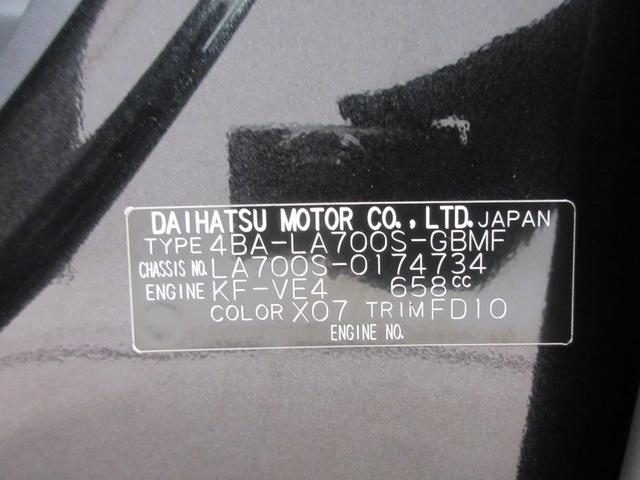 DAIHATSU MOTOR CO., LTD. JAPAN
TYPE 4BA-LA700S-GBMF
CHASSIS NO. LA700S-0174734
ENGINE KF-VE4 658cc
COLOR X07 TRIM FD10
ENGINE NO.